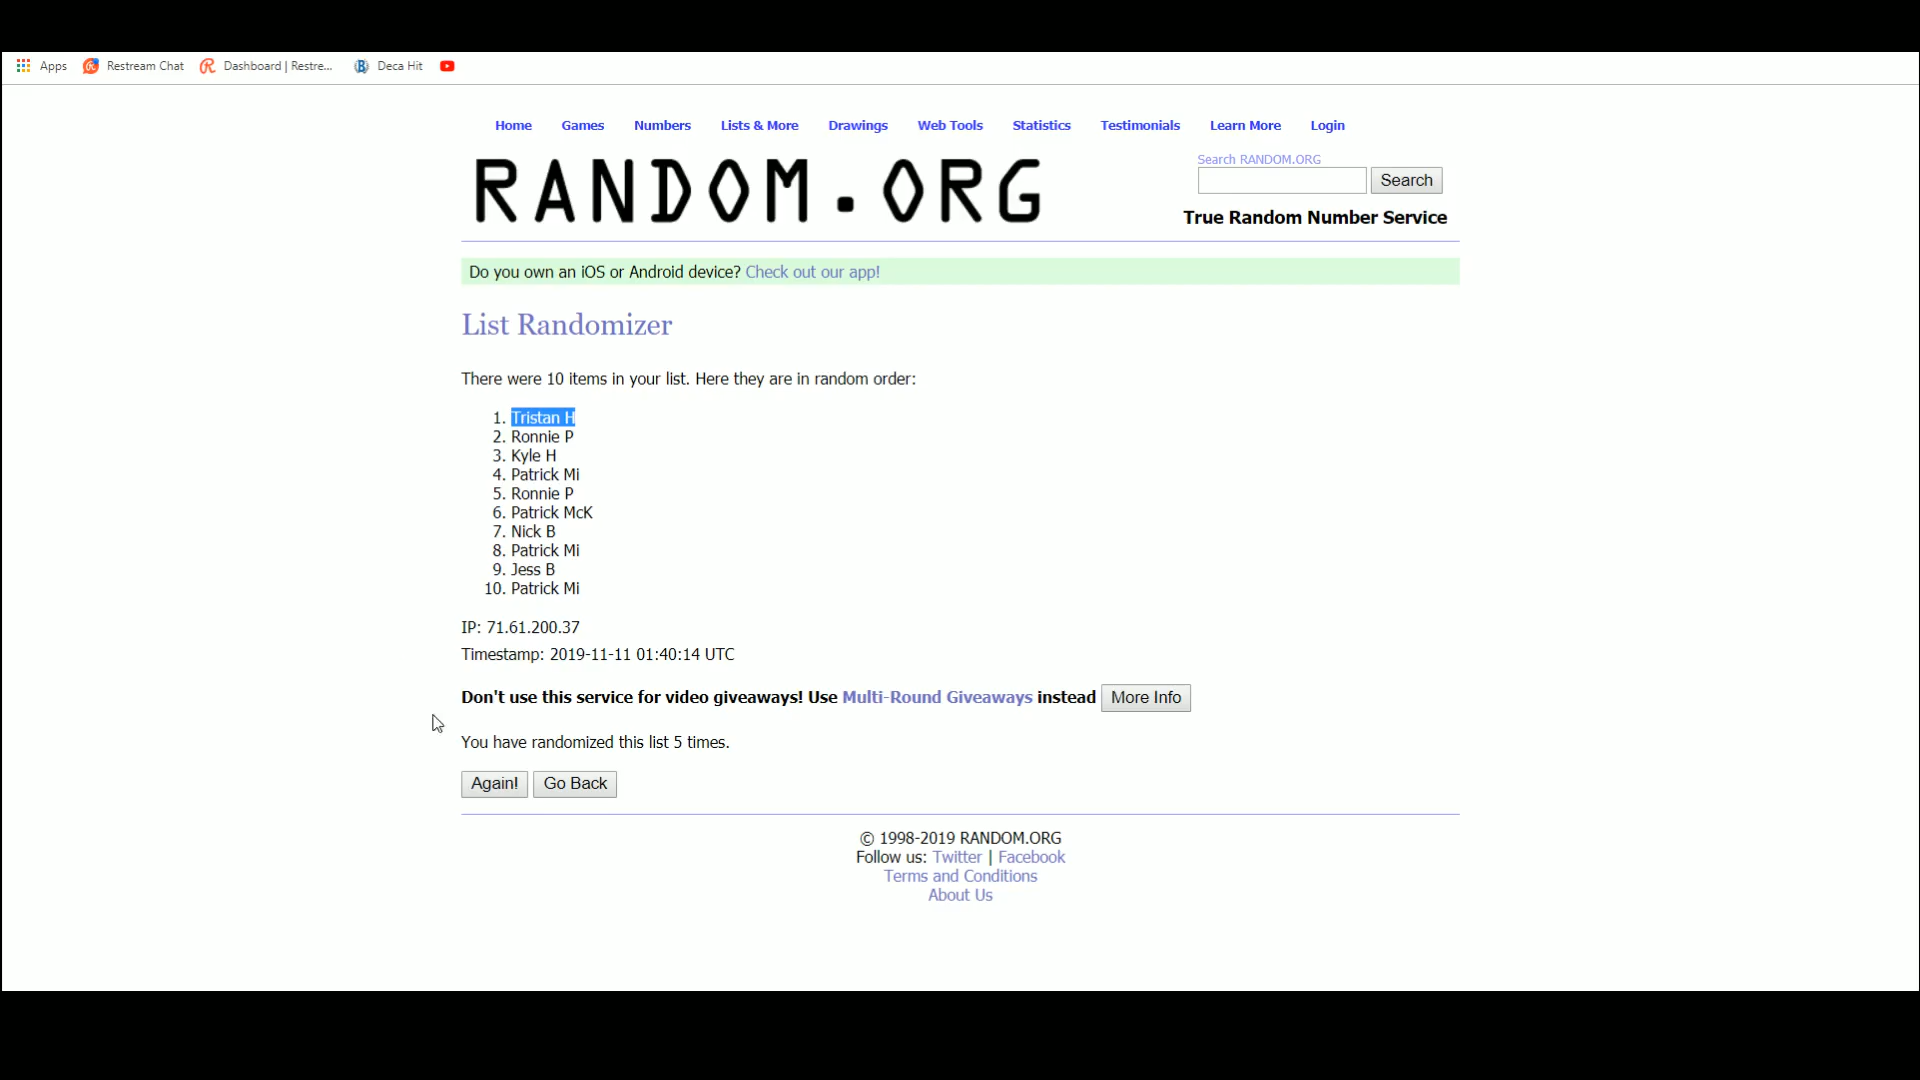 Apps Restream Chat Dashboard | Restre... Deca Hit
Home Games Numbers Lists & More Drawings Web Tools Statistics Testimonials Learn More Login
RANDOM.ORG
Search RANDOM.ORG
Search
True Random Number Service
Do you own an iOS or Android device? Check out our app!
List Randomizer
There were 10 items in your list. Here they are in random order:
1. Tristan H
2. Ronnie P
3. Kyle H
4. Patrick Mi
5. Ronnie P
6. Patrick McK
7. Nick B
8. Patrick Mi
9. Jess B
10. Patrick Mi
IP: 71.61.200.37
Timestamp: 2019-11-11 01:40:14 UTC
Don't use this service for video giveaways! Use Multi-Round Giveaways instead More Info
You have randomized this list 5 times.
Again! Go Back
© 1998-2019 RANDOM.ORG
Follow us: Twitter | Facebook
Terms and Conditions
About Us